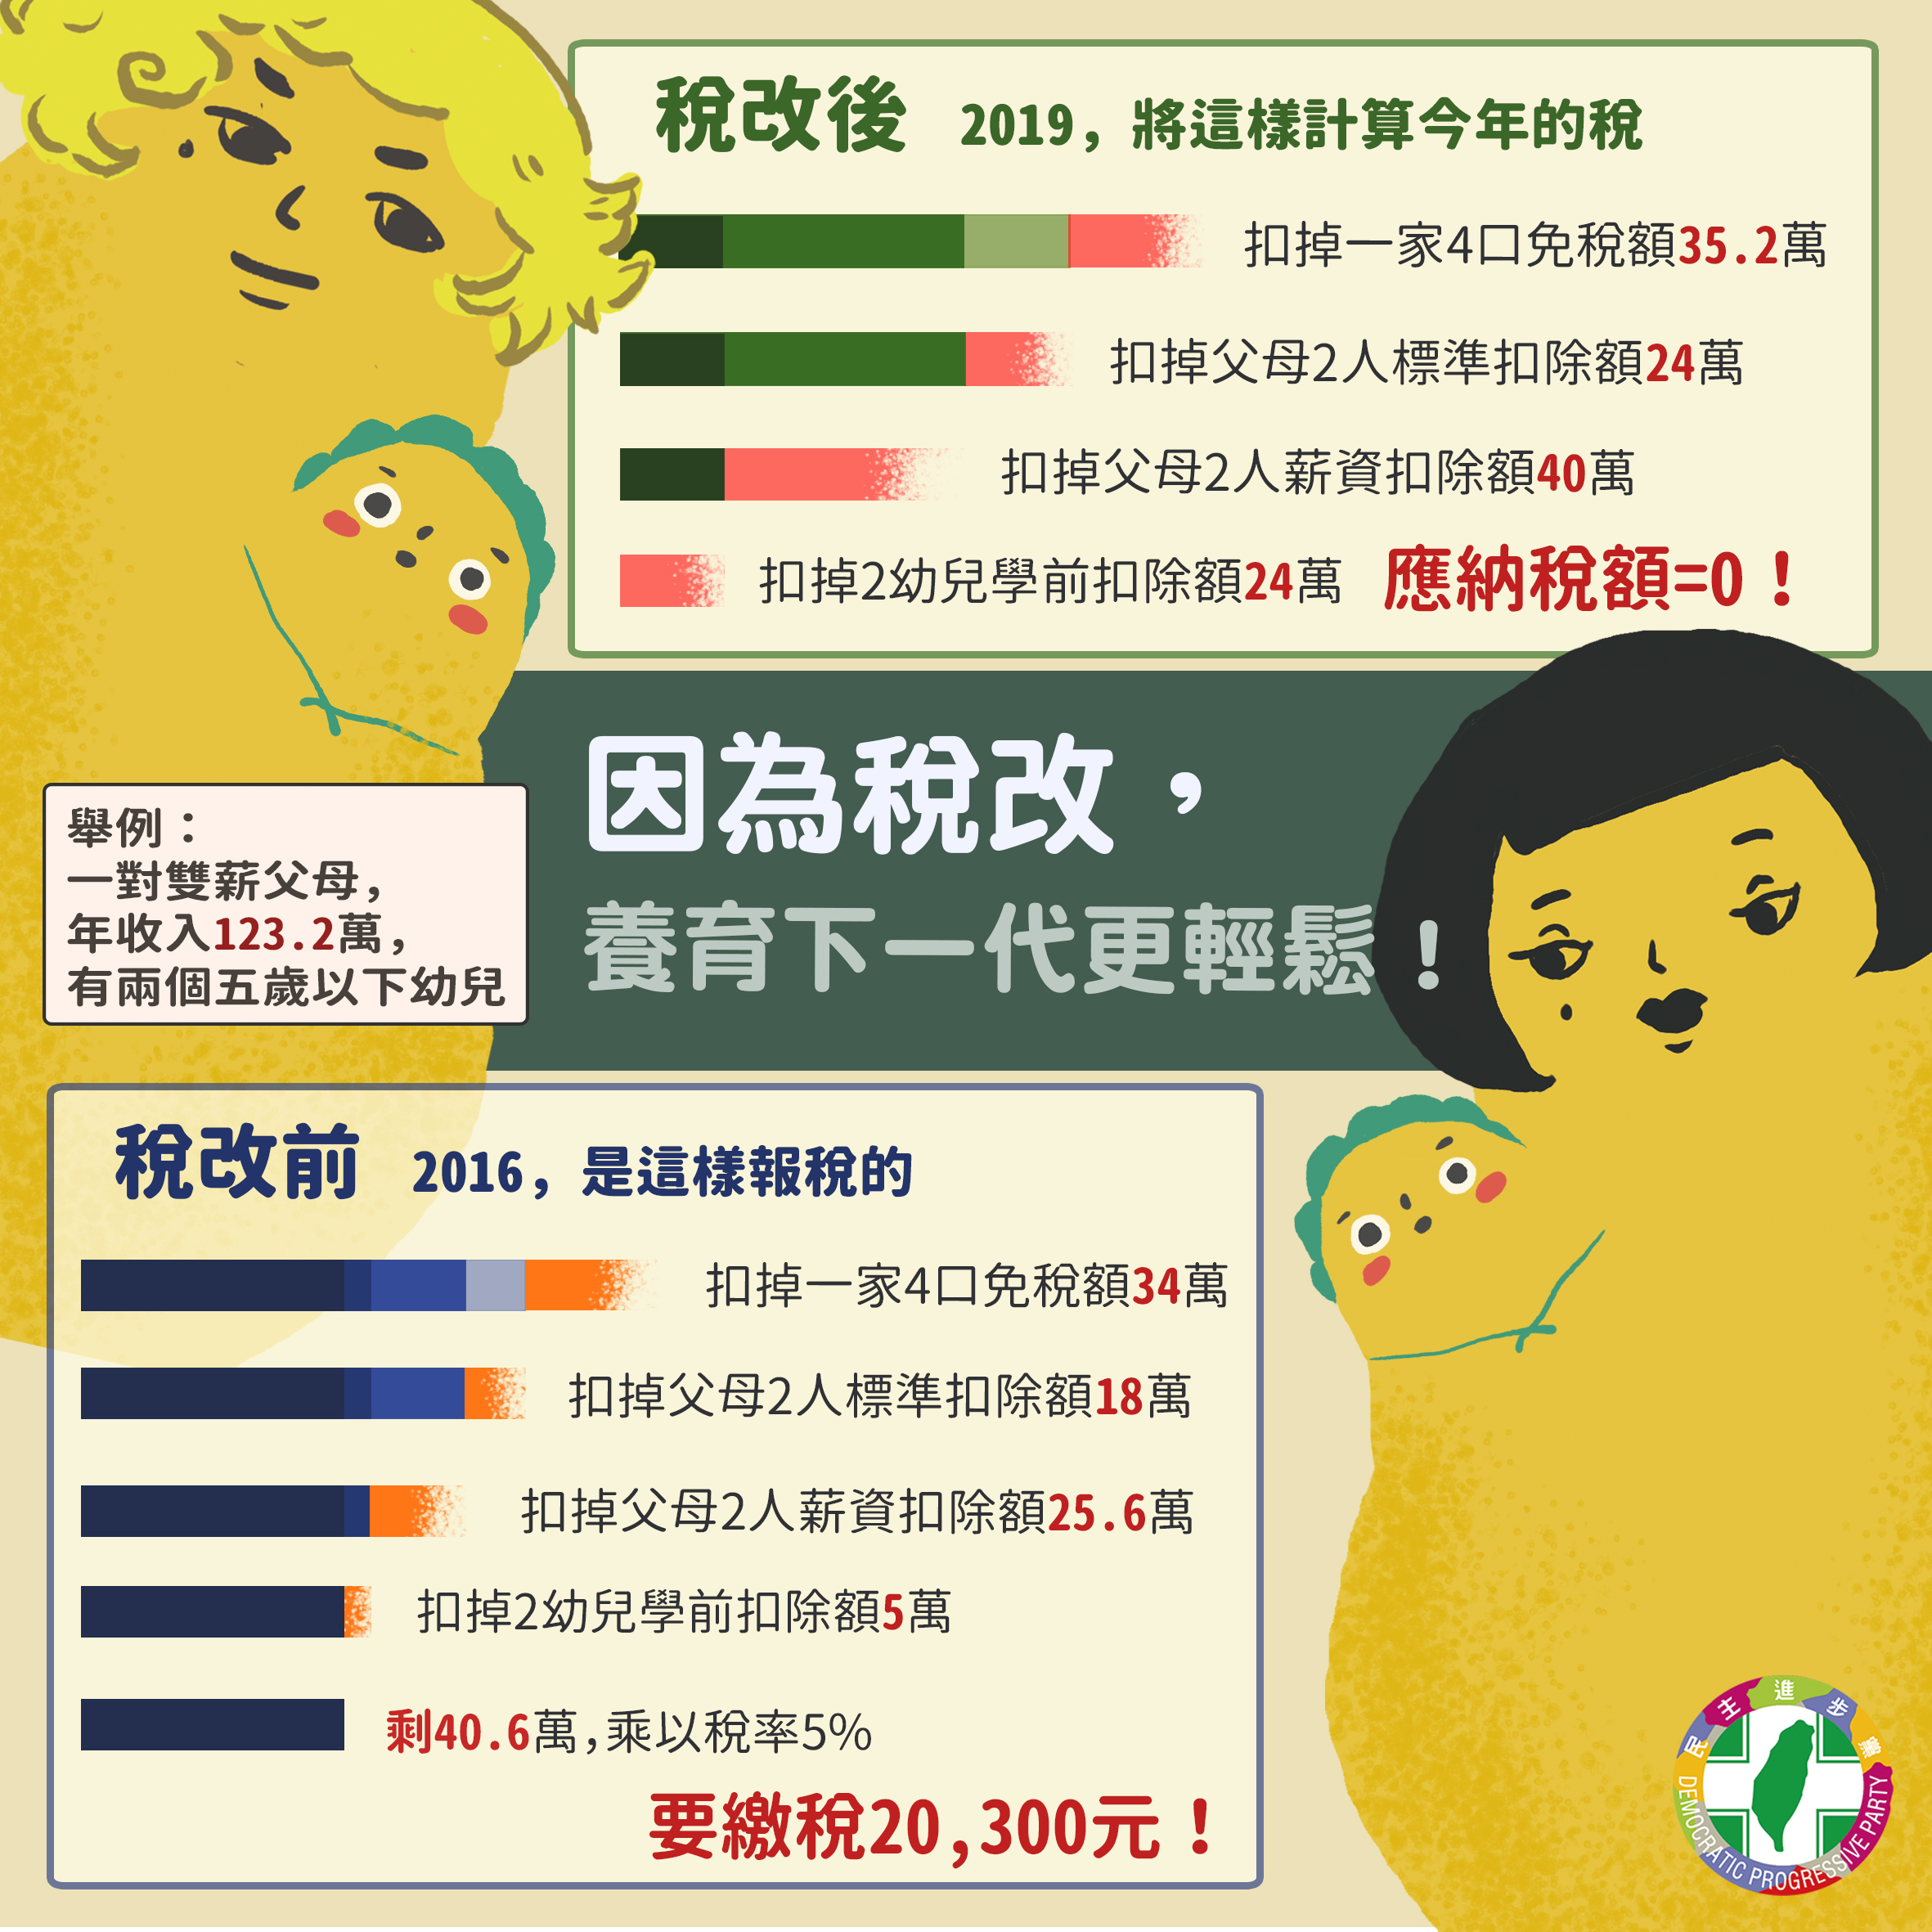 稅改後 2019，將這樣計算今年的稅
扣掉一家4口免稅額35.2萬
扣掉父母2人標準扣除額24萬
扣掉父母2人薪資扣除額40萬
扣掉2幼兒學前扣除額24萬 應納稅額=0！
因為稅改，
養育下一代更輕鬆！
舉例：
一對雙薪父母，
年收入123.2萬，
有兩個五歲以下幼兒
稅改前 2016，是這樣報稅的
扣掉一家4口免稅額34萬
扣掉父母2人標準扣除額18萬
扣掉父母2人薪資扣除額25.6萬
扣掉2幼兒學前扣除額5萬
剩40.6萬，乘以稅率5%
要繳稅20,300元！
民主進步黨
DEMOCRATIC PROGRESSIVE PARTY